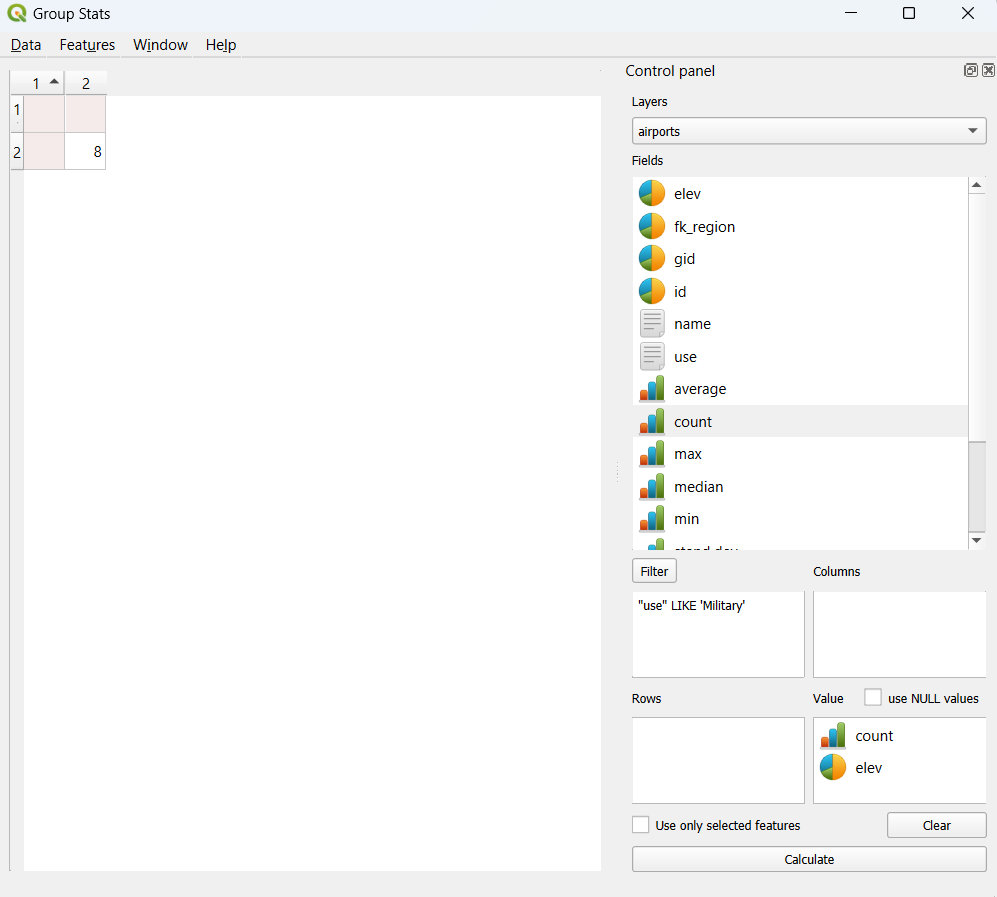 Group Stats
Data Features Window Help
Control panel
1 2
1
2 8
Layers
airports
Fields
elev
fk_region
gid
id
name
use
average
count
max
median
min
Filter Columns
"use" LIKE 'Military'
Rows Value use NULL values
count
elev
Use only selected features Clear
Calculate